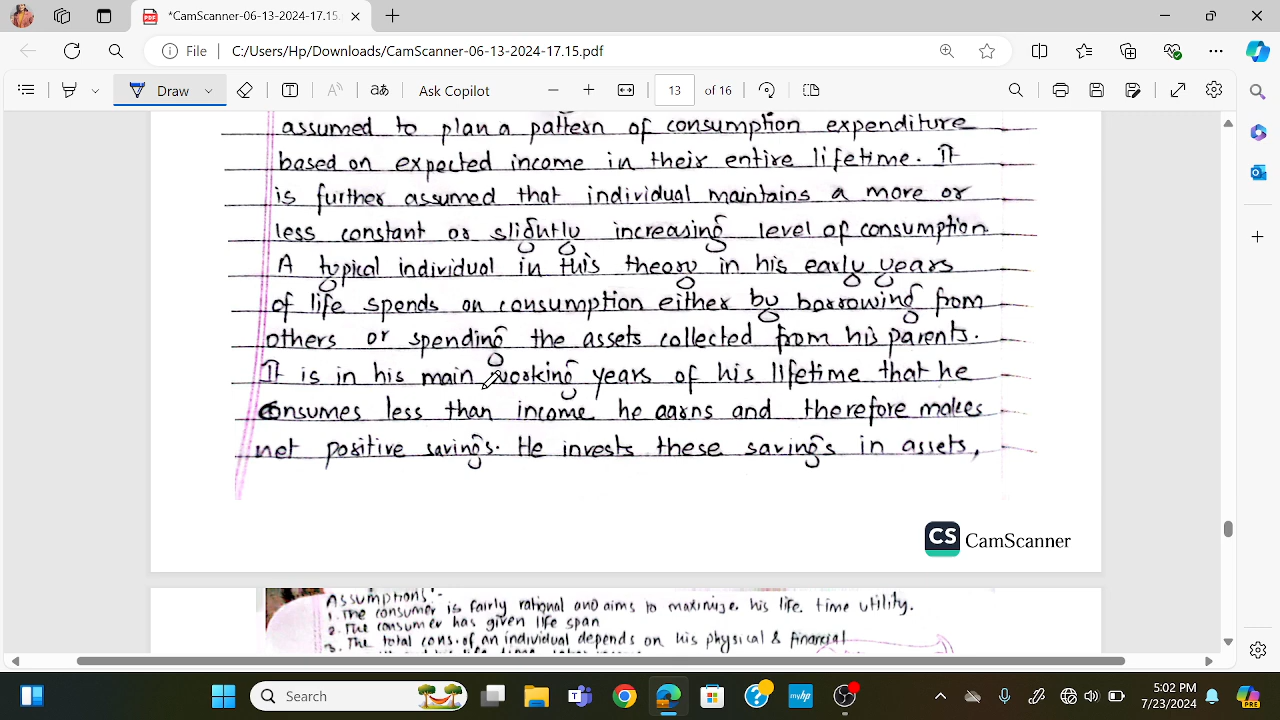 *CamScanner-06-13-2024-17.15.
File C:/Users/Hp/Downloads/CamScanner-06-13-2024-17.15.pdf
Draw Ask Copilot 13 of 16
assumed to plan a pattern of consumption expenditure
based on expected income in their entire lifetime. It
is further assumed that individual maintains a more or
less constant or slightly increasing level of consumption.
A typical individual in this theory in his early years
of life spends on consumption either by borrowing from
others or spending the assets collected from his parents.
It is in his main working years of his lifetime that he
consumes less than income he earns and therefore makes
net positive savings. He invests these savings in assets,
CS CamScanner
Assumptions:-
1. The consumer is fairly rational and aims to maximize his life time utility.
2. The consumer has given life span
3. The total cons. of an individual depends on his physical & financial
Search
5:02 PM
7/23/2024